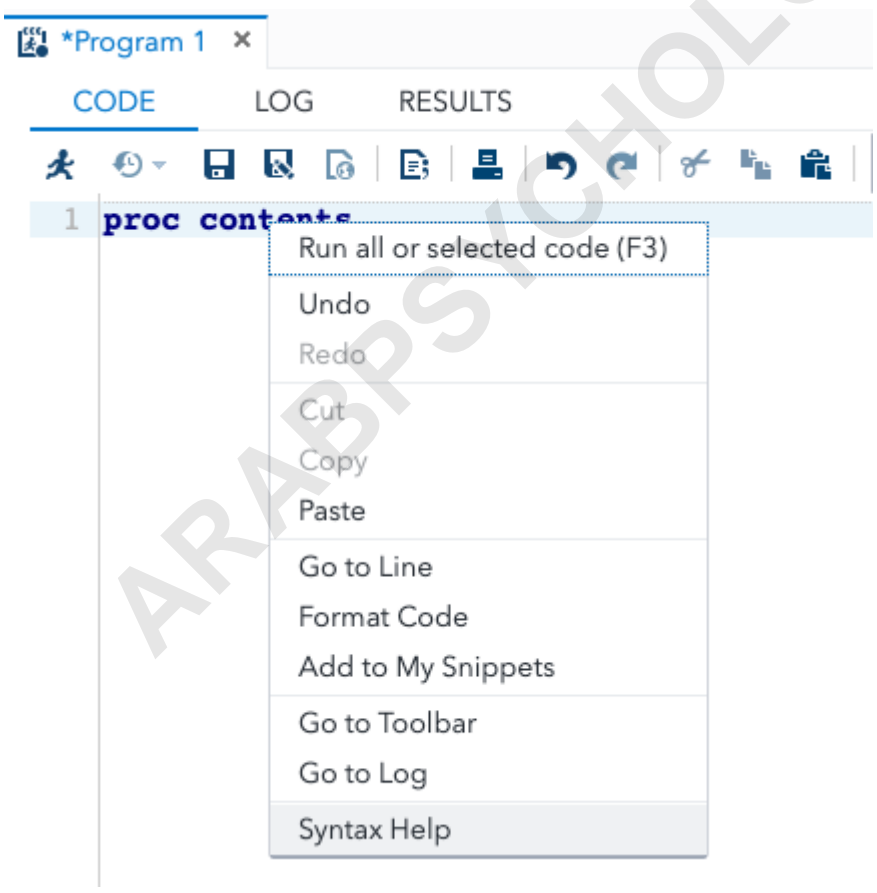 *Program 1 ×
CODE LOG RESULTS
1 proc contents
Run all or selected code (F3)
Undo
Redo
Cut
Copy
Paste
Go to Line
Format Code
Add to My Snippets
Go to Toolbar
Go to Log
Syntax Help
ARABPSYCHOLO